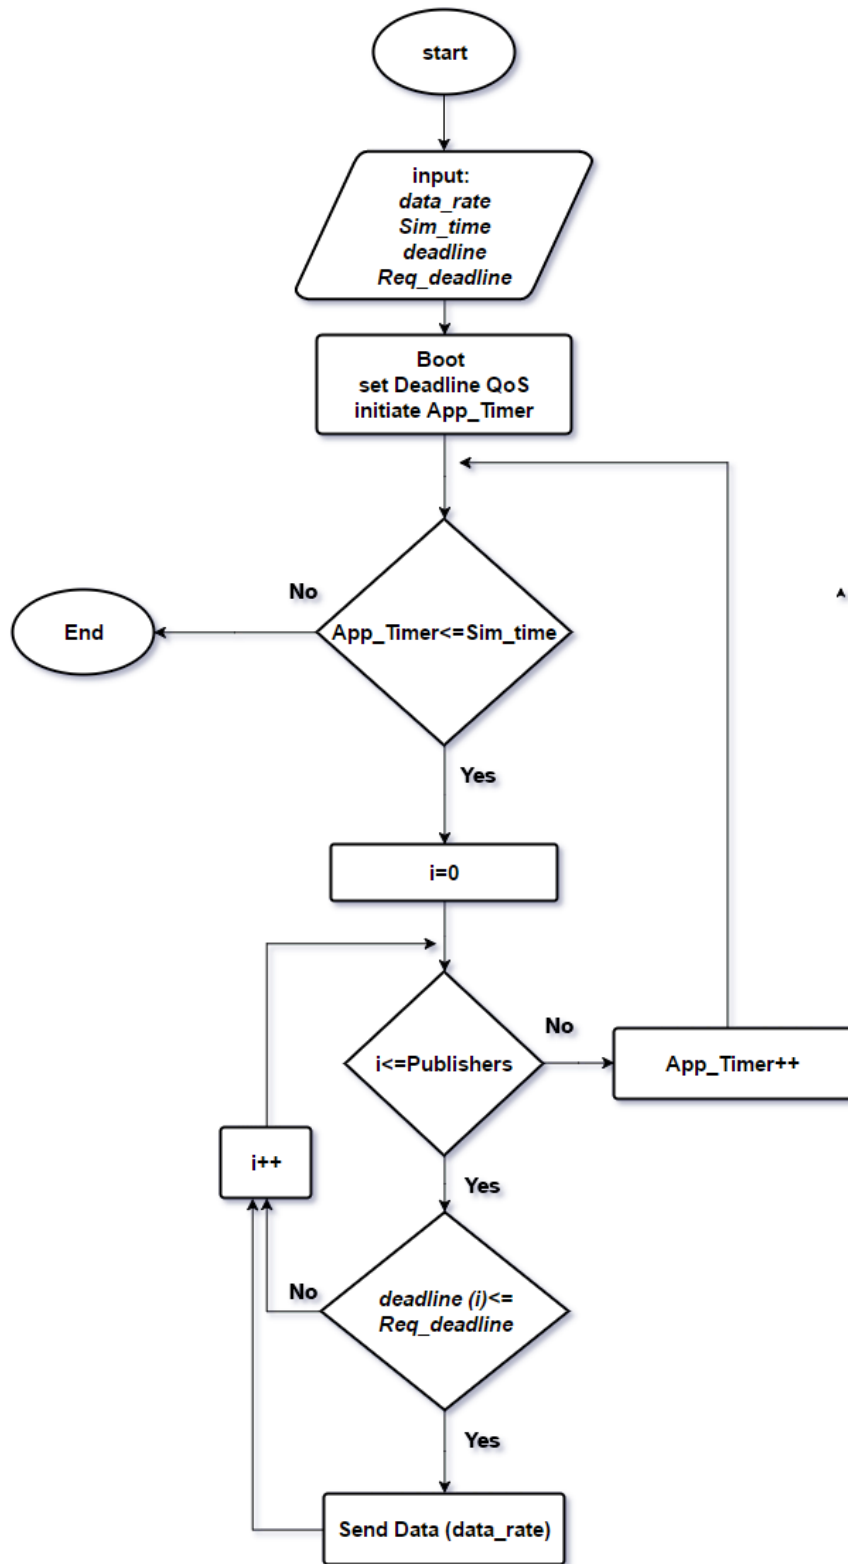 start
input:
data_rate
Sim_time
deadline
Req_deadline
Boot
set Deadline QoS
initiate App_Timer
No
End
App_Timer<=Sim_time
Yes
i=0
No
i<=Publishers
App_Timer++
i++
Yes
No
deadline (i)<=
Req_deadline
Yes
Send Data (data_rate)